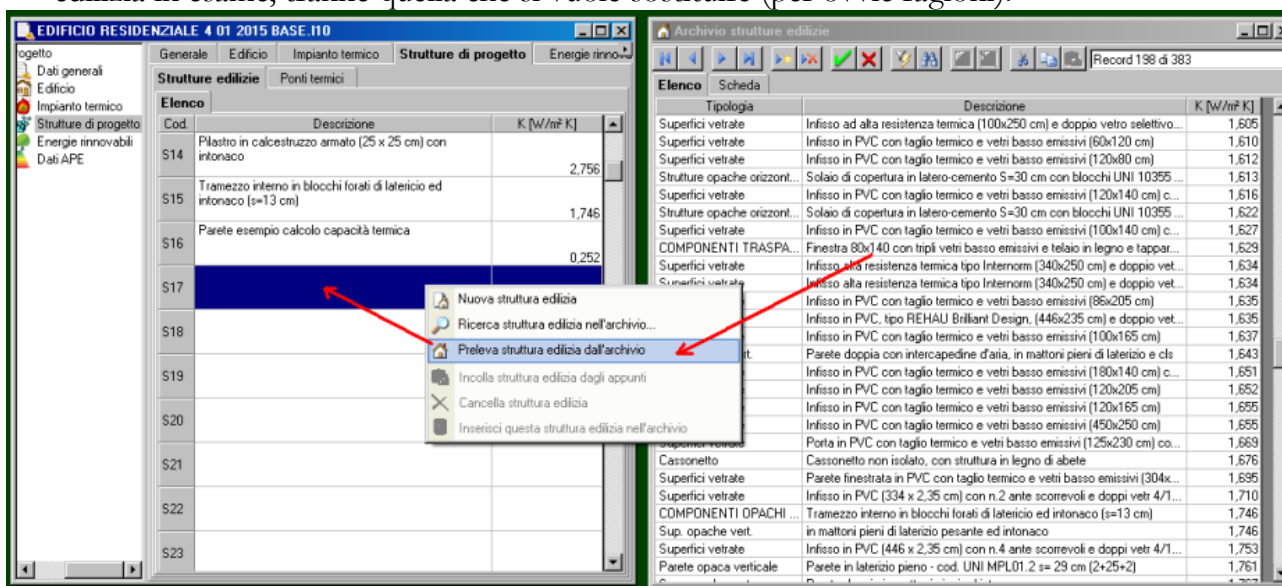 edilizia in esame, tranne quella che si vuole sostituire (per ovvie ragioni).
EDIFICIO RESIDENZIALE 4 01 2015 BASE.I10
ogetto
Dati generali
Edificio
Impianto termico
Strutture di progetto
Energie rinnovabili
Dati APE
Generale Edificio Impianto termico Strutture di progetto Energie rinno
Strutture edilizie Ponti termici
Elenco
Cod. Descrizione K [W/m² K]
S14 Pilastro in calcestruzzo armato (25 x 25 cm) con
intonaco
2,756
S15 Tramezzo interno in blocchi forati di latericio ed
intonaco (s=13 cm)
1,746
S16 Parete esempio calcolo capacità termica
0,252
S17
S18
S19
S20
S21
S22
S23
Nuova struttura edilizia
Ricerca struttura edilizia nell'archivio...
Preleva struttura edilizia dall'archivio
Incolla struttura edilizia dagli appunti
Cancella struttura edilizia
Inserisci questa struttura edilizia nell'archivio
Archivio strutture edilizie
Record 198 di 383
Elenco Scheda
Tipologia Descrizione K [W/m² K]
Superfici vetrate Infisso ad alta resistenza termica (100x250 cm) e doppio vetro selettivo... 1,605
Superfici vetrate Infisso in PVC con taglio termico e vetri basso emissivi (60x120 cm) 1,610
Superfici vetrate Infisso in PVC con taglio termico e vetri basso emissivi (120x80 cm) 1,612
Strutture opache orizzont... Solaio di copertura in latero-cemento S=30 cm con blocchi UNI 10355 ... 1,613
Superfici vetrate Infisso in PVC con taglio termico e vetri basso emissivi (120x140 cm) c... 1,616
Strutture opache orizzont... Solaio di copertura in latero-cemento S=30 cm con blocchi UNI 10355 ... 1,622
Superfici vetrate Infisso in PVC con taglio termico e vetri basso emissivi (100x140 cm) c... 1,627
COMPONENTI TRASPA... Finestra 80x140 con tripli vetri basso emissivi e telaio in legno e tappar... 1,629
Superfici vetrate Infisso alta resistenza termica tipo Internorm (340x250 cm) e doppio vet... 1,634
Superfici vetrate Infisso alta resistenza termica tipo Internorm (340x250 cm) e doppio vet... 1,634
Infisso in PVC con taglio termico e vetri basso emissivi (86x205 cm) 1,635
Infisso in PVC, tipo REHAU Brilliant Design, (446x235 cm) e doppio vet... 1,635
Infisso in PVC con taglio termico e vetri basso emissivi (100x165 cm) 1,637
t. Parete doppia con intercapedine d'aria, in mattoni pieni di laterizio e cls 1,643
Infisso in PVC con taglio termico e vetri basso emissivi (180x140 cm) c... 1,651
Infisso in PVC con taglio termico e vetri basso emissivi (120x205 cm) 1,652
Infisso in PVC con taglio termico e vetri basso emissivi (120x165 cm) 1,655
Infisso in PVC con taglio termico e vetri basso emissivi (450x250 cm) 1,655
Superfici vetrate Porta in PVC con taglio termico e vetri basso emissivi (125x230 cm) co... 1,669
Cassonetto Cassonetto non isolato, con struttura in legno di abete 1,676
Superfici vetrate Parete finestrata in PVC con taglio termico e vetri basso emissivi (304x... 1,695
Superfici vetrate Infisso in PVC (334 x 2,35 cm) con n.2 ante scorrevoli e doppi vetr 4/1... 1,710
COMPONENTI OPACHI ... Tramezzo interno in blocchi forati di latericio ed intonaco (s=13 cm) 1,746
Sup. opache vert. in mattoni pieni di laterizio pesante ed intonaco 1,746
Superfici vetrate Infisso in PVC (446 x 2,35 cm) con n.4 ante scorrevoli e doppi vetr 4/1... 1,753
Parete opaca verticale Parete in laterizio pieno - cod. UNI MPL01.2 s= 29 cm (2+25+2) 1,761